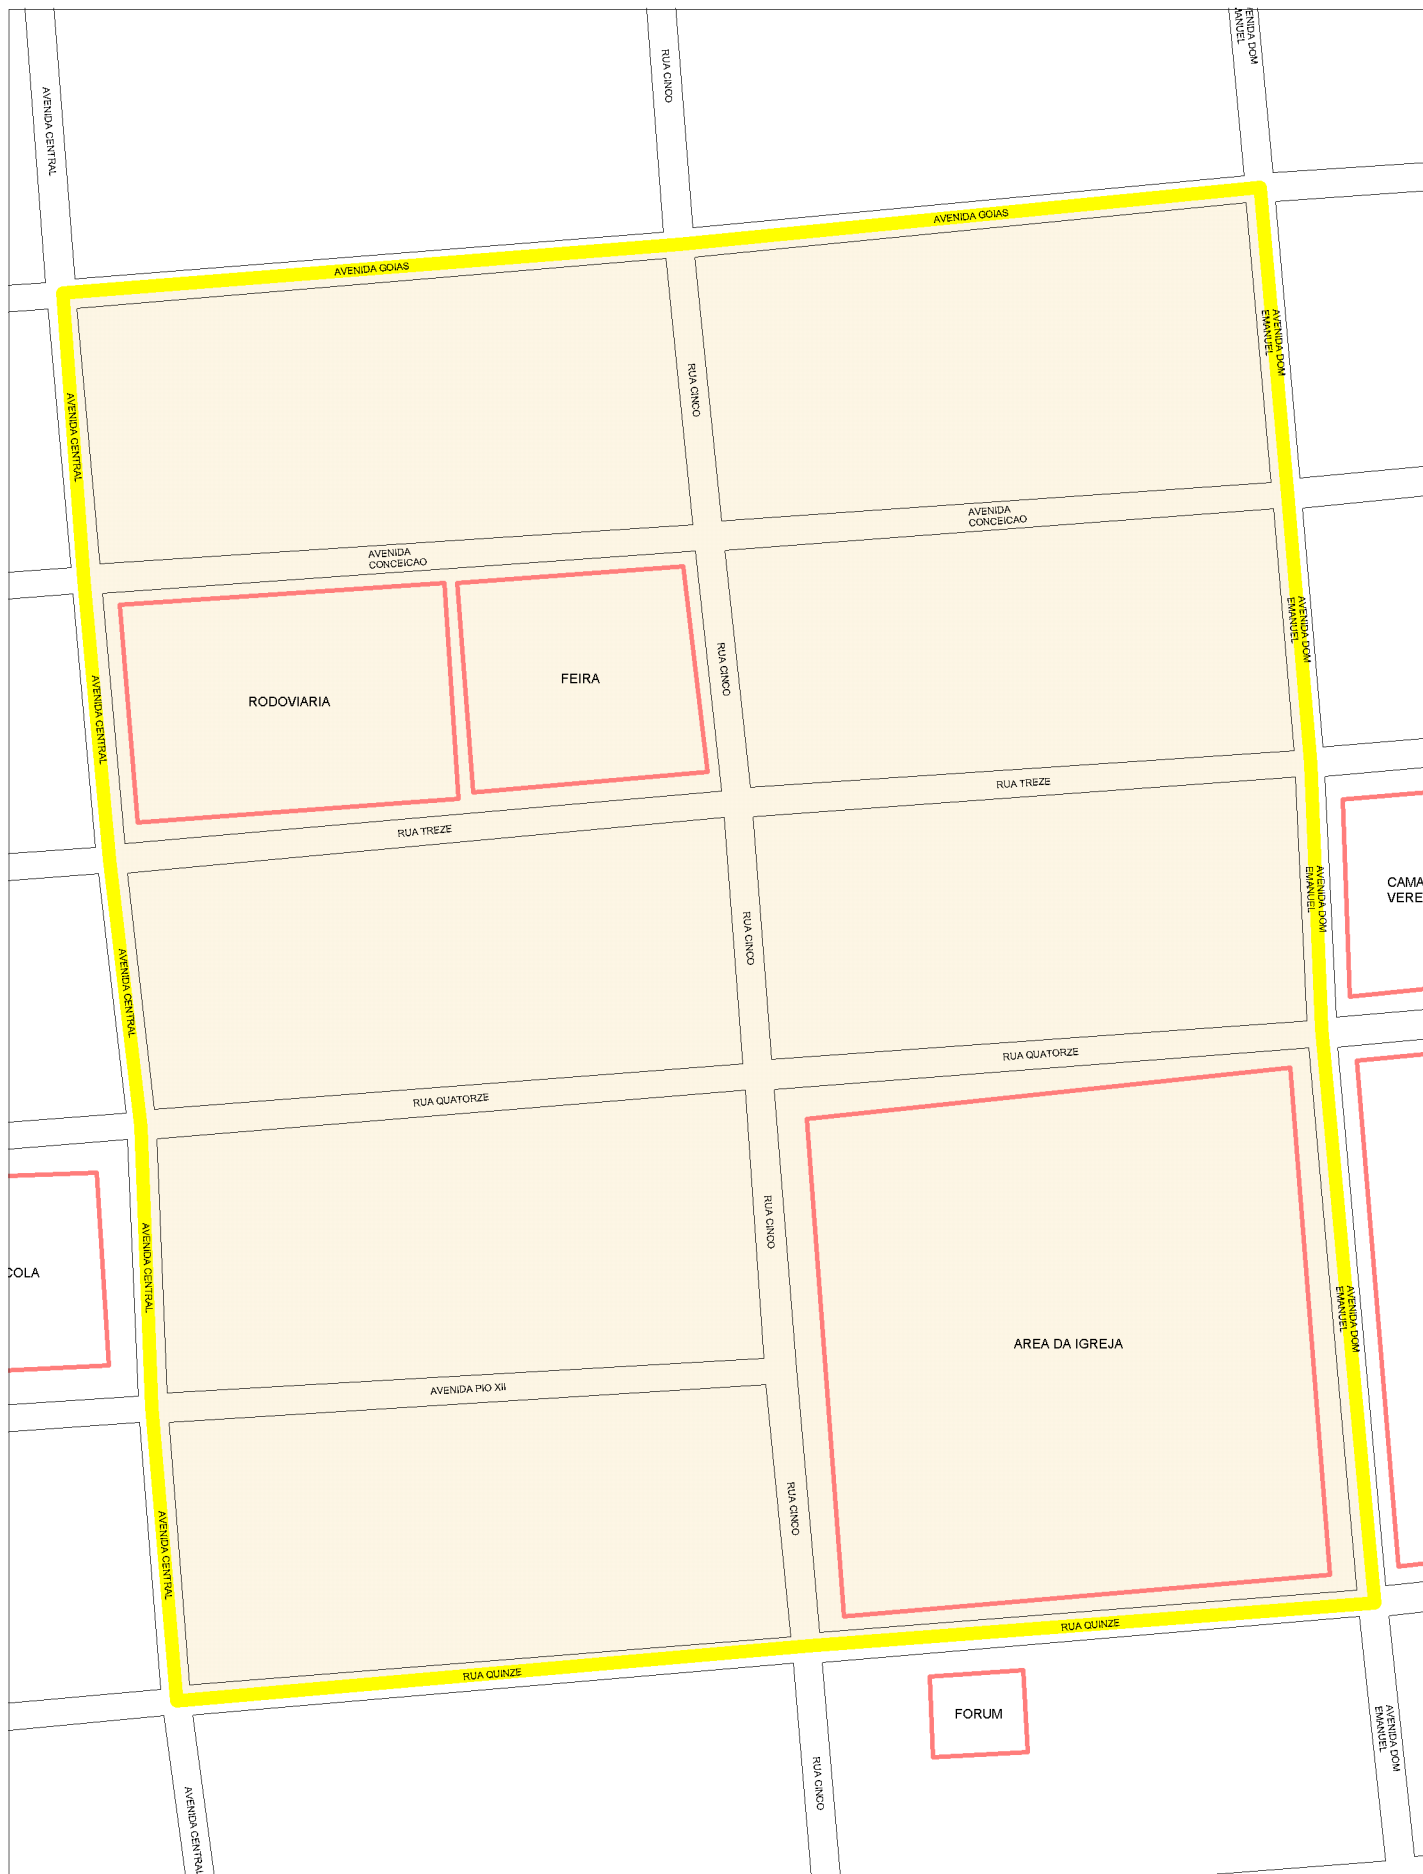 AVENIDA DOM
EMANUEL
RUA CINCO
AVENIDA CENTRAL
AVENIDA GOIAS
AVENIDA GOIAS
AVENIDA DOM
EMANUEL
RUA CINCO
AVENIDA CENTRAL
AVENIDA
CONCEICAO
AVENIDA
CONCEICAO
AVENIDA DOM
EMANUEL
RUA CINCO
FEIRA
RODOVIARIA
AVENIDA CENTRAL
RUA TREZE
RUA TREZE
CAMA
VERE
AVENIDA DOM
EMANUEL
RUA CINCO
AVENIDA CENTRAL
RUA QUATORZE
RUA QUATORZE
RUA CINCO
AVENIDA CENTRAL
COLA
AVENIDA DOM
EMANUEL
AREA DA IGREJA
AVENIDA PIO XII
RUA CINCO
AVENIDA CENTRAL
RUA QUINZE
RUA QUINZE
FORUM
AVENIDA DOM
EMANUEL
RUA CINCO
AVENIDA CENTRAL